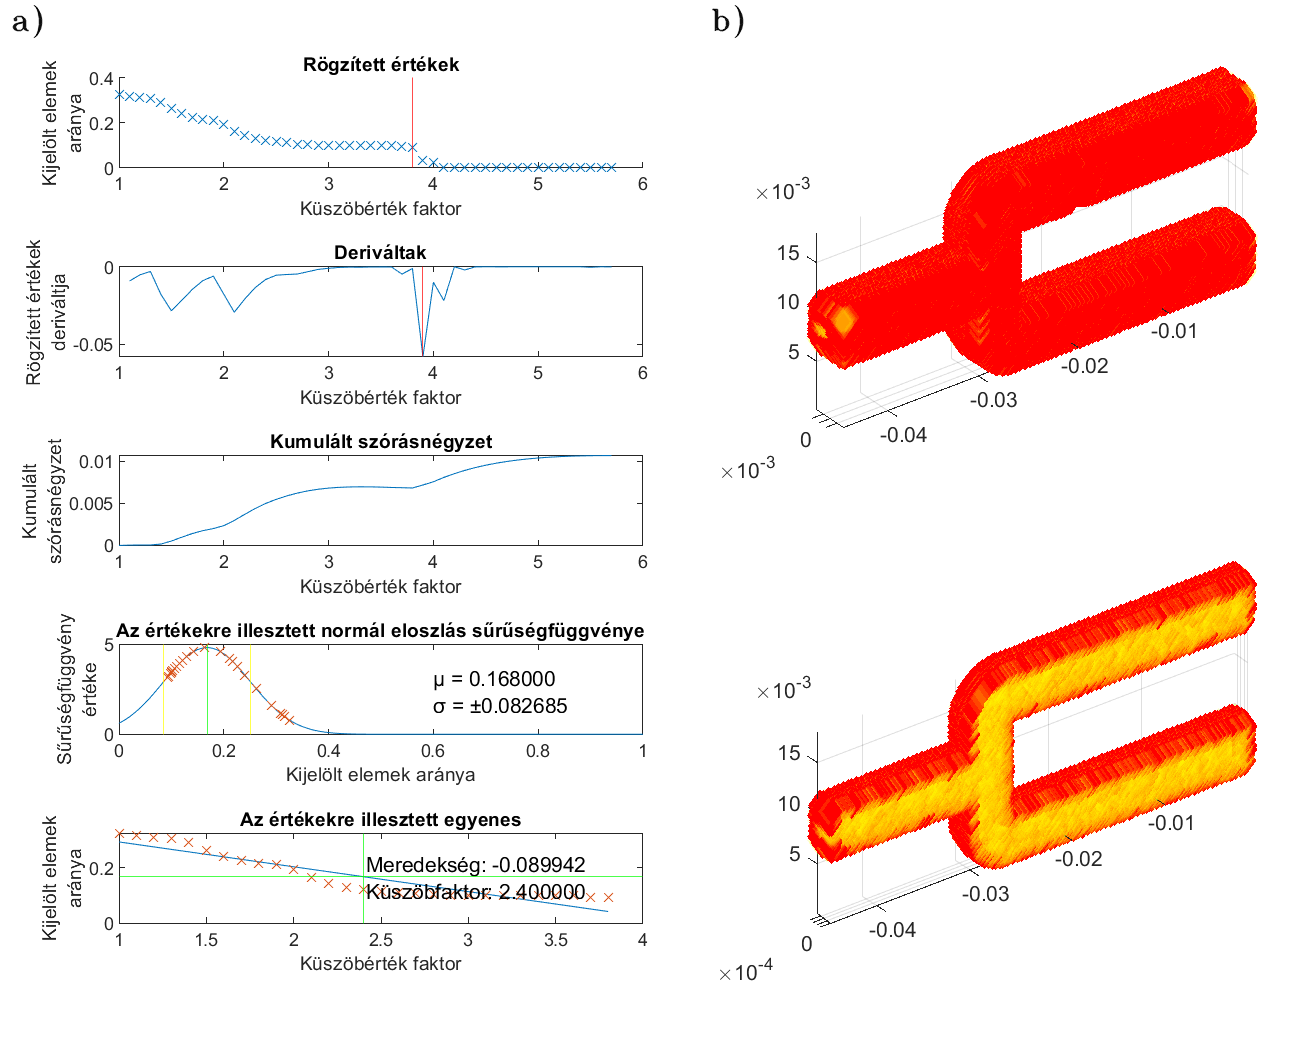 a)
Rögzített értékek
Kijelölt elemek
aránya
0.4
0.2
0
1 2 3 4 5 6
Küszöbérték faktor
Deriváltak
Rögzített értékek
deriváltja
0
-0.05
1 2 3 4 5 6
Küszöbérték faktor
Kumulált szórásnégyzet
Kumulált
szórásnégyzet
0.01
0.005
0
1 2 3 4 5 6
Küszöbérték faktor
Az értékekre illesztett normál eloszlás sűrűségfüggvénye
Sűrűségfüggvény
értéke
5
0
μ = 0.168000
σ = ±0.082685
0 0.2 0.4 0.6 0.8 1
Kijelölt elemek aránya
Az értékekre illesztett egyenes
Kijelölt elemek
aránya
0.2
0
Meredekség: -0.089942
Küszöbfaktor: 2.400000
1 1.5 2 2.5 3 3.5 4
Küszöbérték faktor
b)
×10-3
15
10
5
0
-0.01
-0.02
-0.03
-0.04
×10-3
×10-3
15
10
5
0
-0.01
-0.02
-0.03
-0.04
×10-4